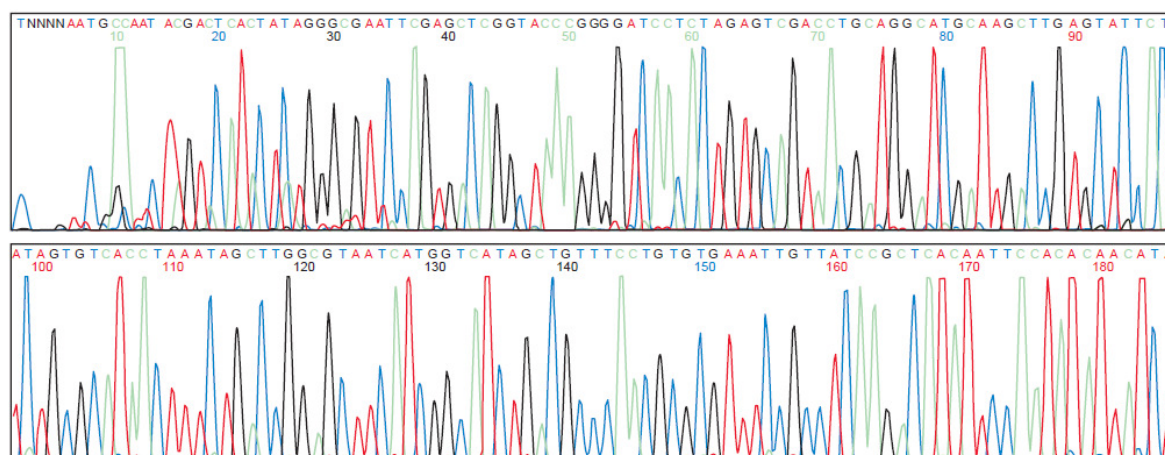 TNNNNAATGCCAATACGACTCACTATAGGGCGAATTCGAGCTCGGTACCCGGGGATCCTCTAGAGTCGACCTGCAGGCATGCAAGCTTGAGTATTCT
10 20 30 40 50 60 70 80 90
ATAGTGTCACCTAAATAGCTTGGCGTAATCATGGTCATAGCTGTTTCCTGTGTGAAATTGTTATCCGCTCACAATTCCACACAACATA
100 110 120 130 140 150 160 170 180